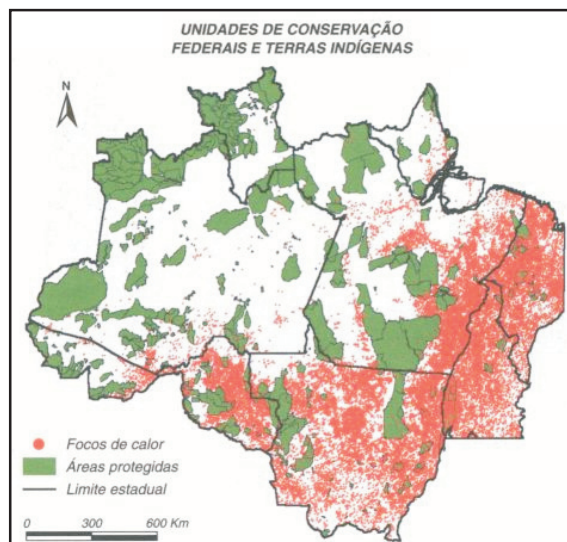 UNIDADES DE CONSERVAÇÃO
FEDERAIS E TERRAS INDÍGENAS
N
Focos de calor
Áreas protegidas
Limite estadual
0 300 600 Km